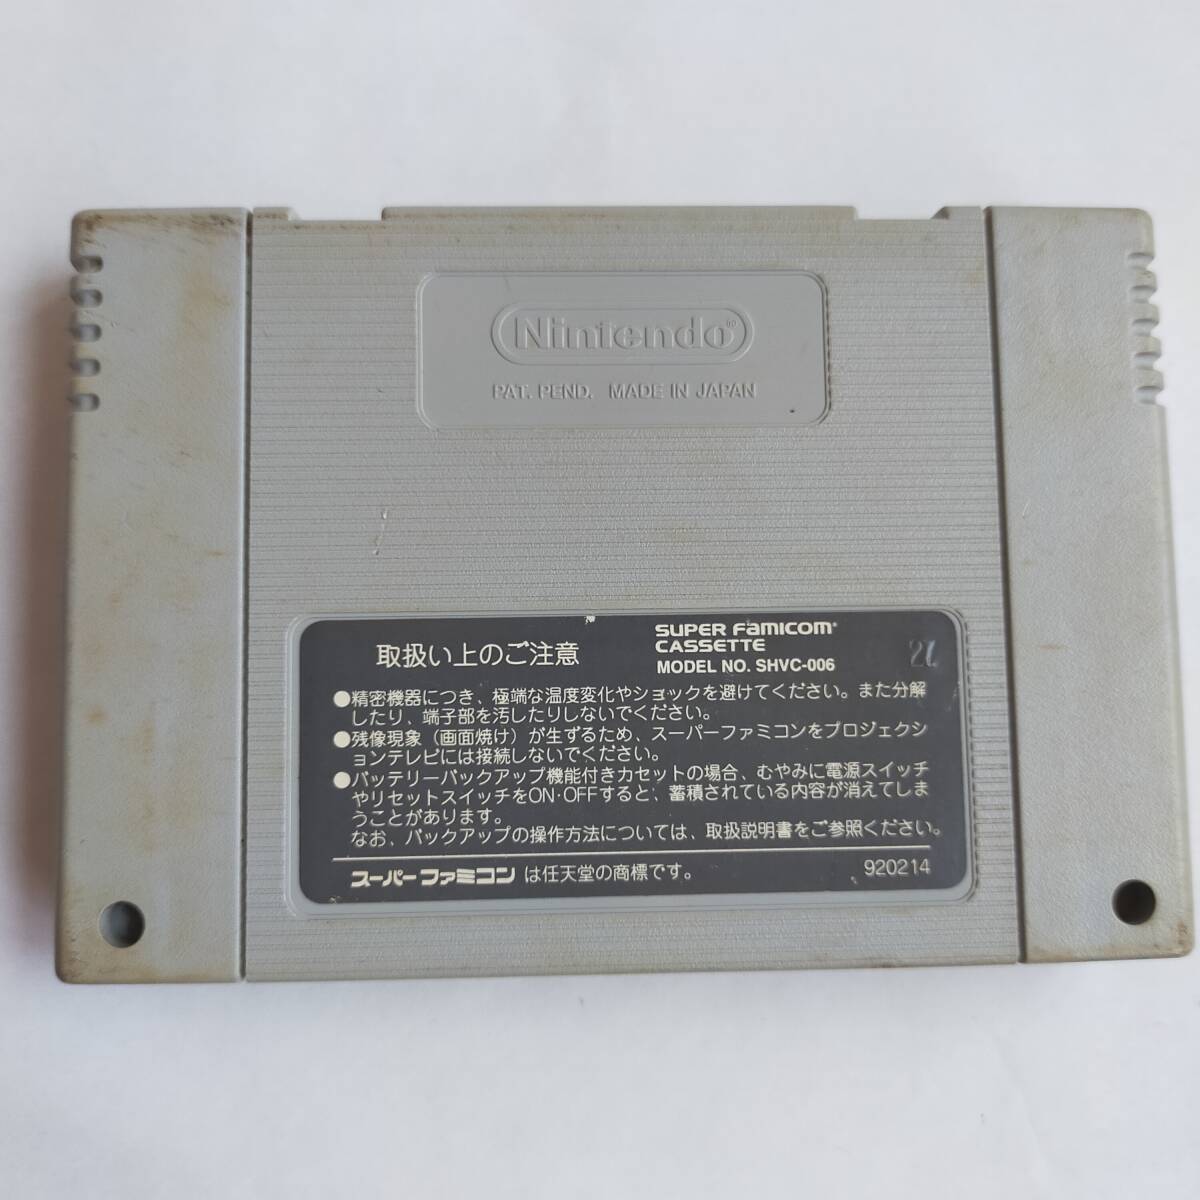 Nintendo®
PAT. PEND. MADE IN JAPAN
取扱い上のご注意
SUPER FAMICOM®
CASSETTE
MODEL NO. SHVC-006
●精密機器につき、極端な温度変化やショックを避けてください。また分解
したり、端子部を汚したりしないでください。
●残像現象（画面焼け）が生ずるため、スーパーファミコンをプロジェクシ
ョンテレビには接続しないでください。
●バッテリーバックアップ機能付きカセットの場合、むやみに電源スイッチ
やリセットスイッチをON·OFFすると、蓄積されている内容が消えてしま
うことがあります。
なお、バックアップの操作方法については、取扱説明書をご参照ください。
スーパーファミコン は任天堂の商標です。
920214